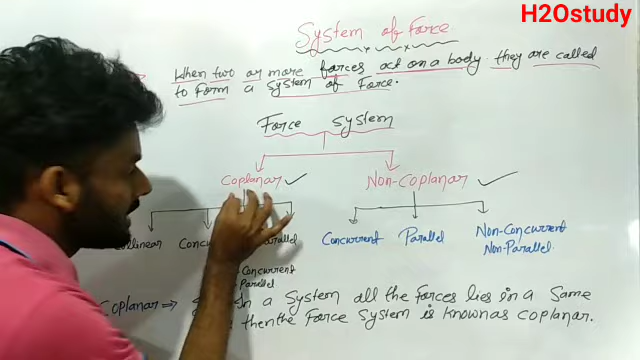 H2Ostudy
System of Force
When two or more forces act on a body they are called
to form a System of Force.
Force System
Coplanar Non-Coplanar
Concurrent Parallel Non-Concurrent
Non-Parallel
Concurrent
Parallel
Coplanar ⇒ In a System all the forces lies in a Same
then the Force System is known as coplanar.